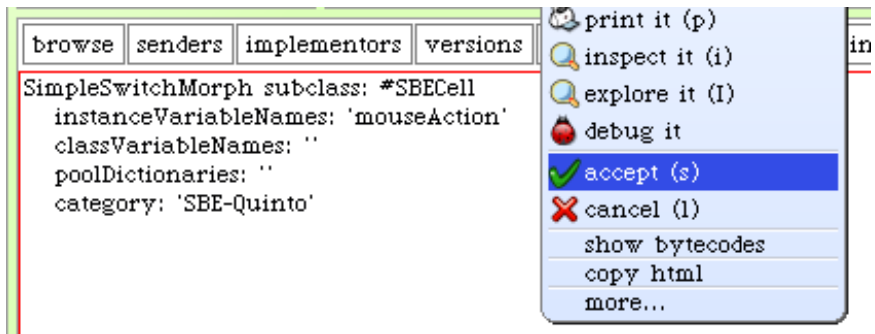 print it (p)
browse senders implementors versions in
inspect it (i)
SimpleSwitchMorph subclass: #SBECell
explore it (I)
instanceVariableNames: 'mouseAction'
debug it
classVariableNames: ''
poolDictionaries: ''
accept (s)
category: 'SBE-Quinto'
cancel (l)
show bytecodes
copy html
more...